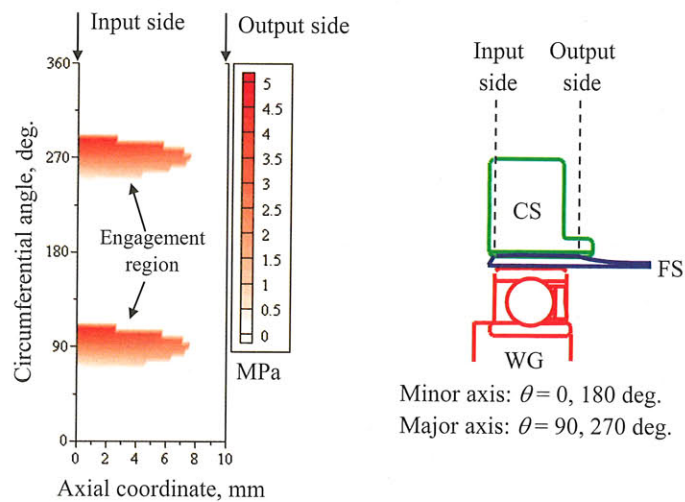 Input side
Output side
Circumferential angle, deg.
360
270
180
90
0
Engagement
region
0 2 4 6 8 10
Axial coordinate, mm
5
4.5
4
3.5
3
2.5
2
1.5
1
0.5
0
MPa
Input
side
Output
side
CS
FS
WG
Minor axis: θ = 0, 180 deg.
Major axis: θ = 90, 270 deg.